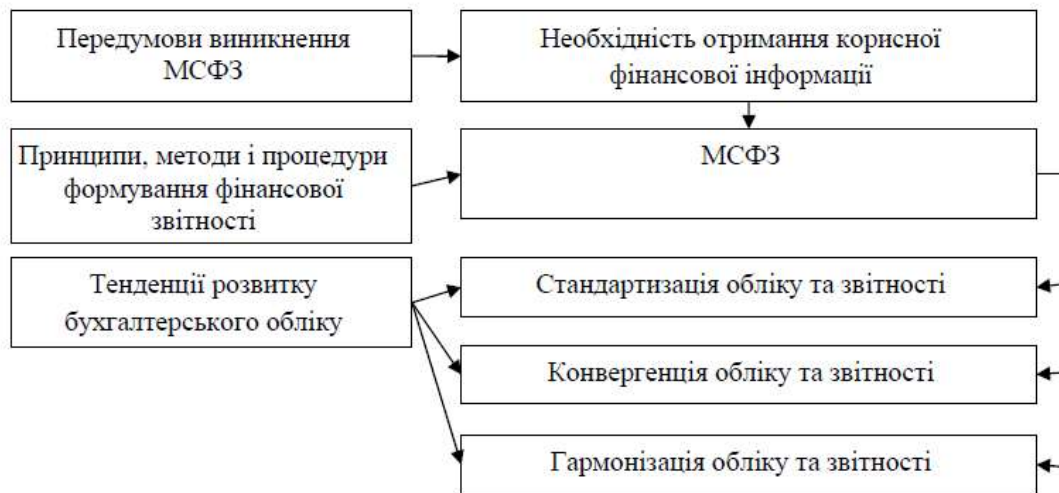 Передумови виникнення
МСФЗ
Необхідність отримання корисної
фінансової інформації
Принципи, методи і процедури
формування фінансової
звітності
МСФЗ
Тенденції розвитку
бухгалтерського обліку
Стандартизація обліку та звітності
Конвергенція обліку та звітності
Гармонізація обліку та звітності